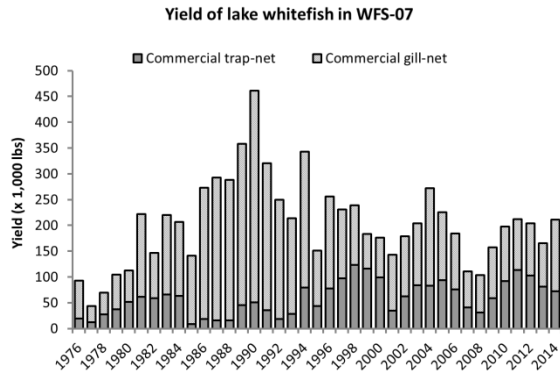 Yield of lake whitefish in WFS-07
Commercial trap-net Commercial gill-net
Yield (x 1,000 lbs)
500
450
400
350
300
250
200
150
100
50
0
1976 1978 1980 1982 1984 1986 1988 1990 1992 1994 1996 1998 2000 2002 2004 2006 2008 2010 2012 2014